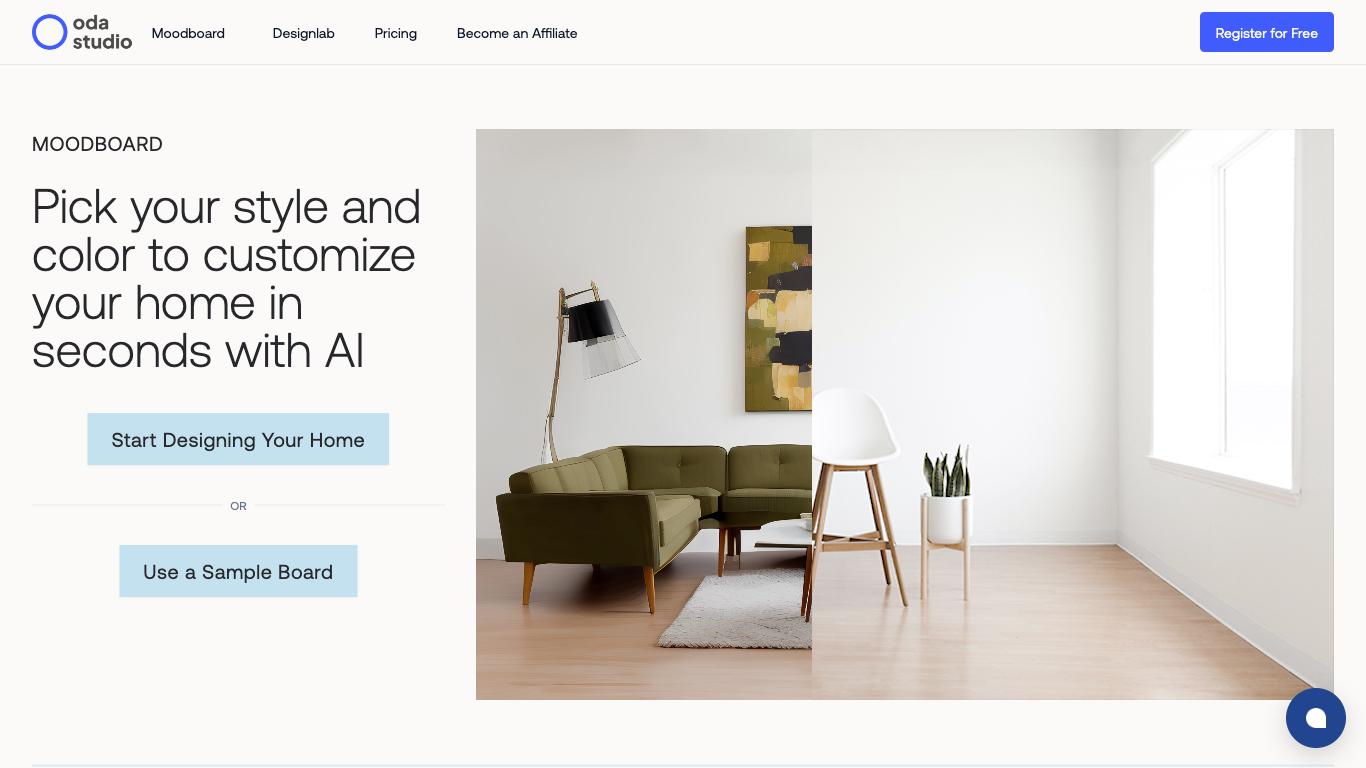 oda
studio
Moodboard
Designlab
Pricing
Become an Affiliate
Register for Free
MOODBOARD
Pick your style and
color to customize
your home in
seconds with AI
Start Designing Your Home
OR
Use a Sample Board